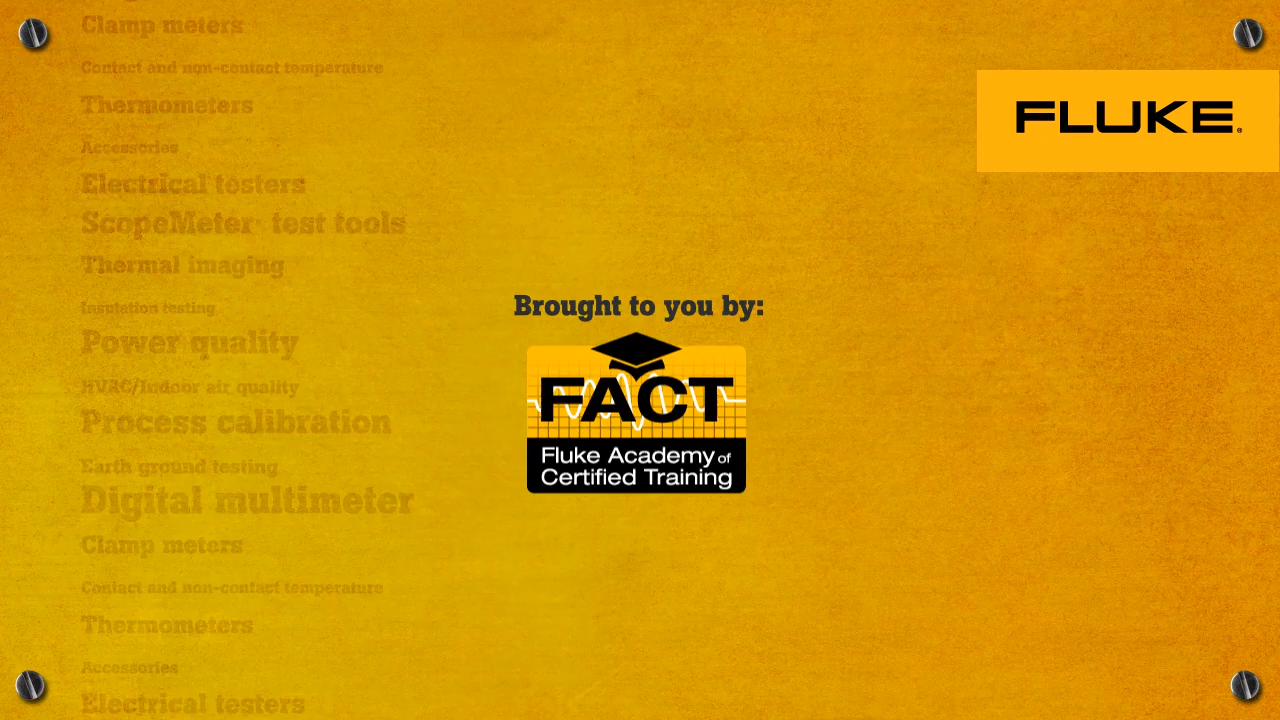 Clamp meters
Contact and non-contact temperature
Thermometers
Accessories
Electrical testers
ScopeMeter® test tools
Thermal imaging
Insulation testing
Power quality
HVAC/Indoor air quality
Process calibration
Earth ground testing
Digital multimeter
Clamp meters
Contact and non-contact temperature
Thermometers
Accessories
Electrical testers
FLUKE®
Brought to you by:
FACT
Fluke Academy of
Certified Training